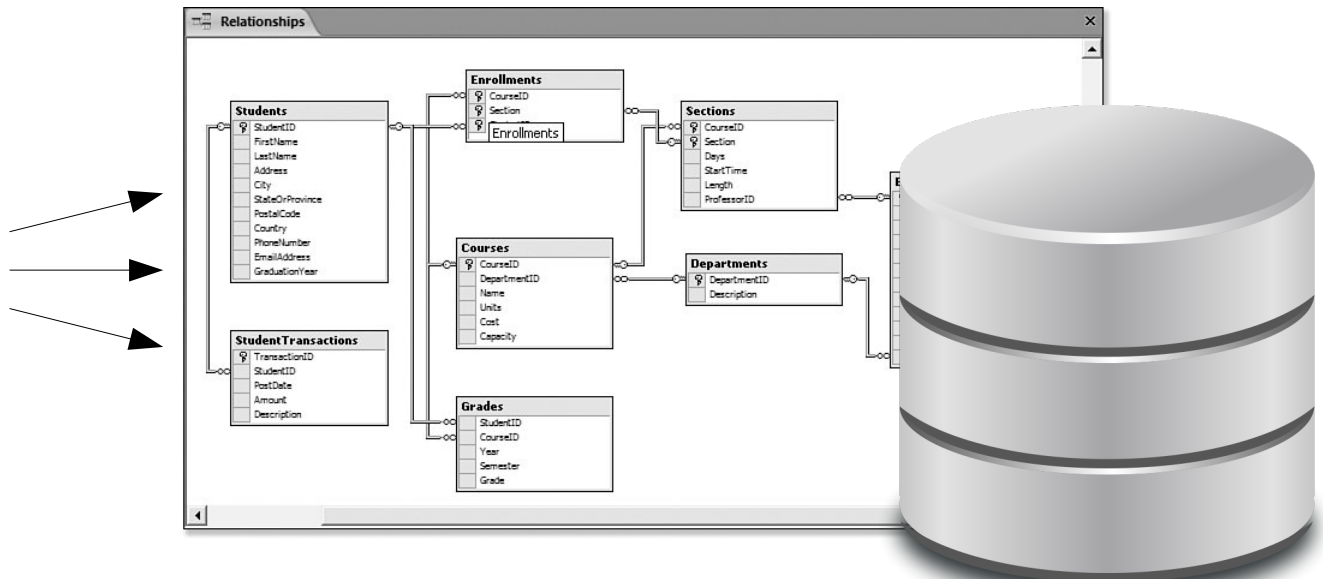 Relationships
Students
StudentID
FirstName
LastName
Address
City
StateOrProvince
PostalCode
Country
PhoneNumber
EmailAddress
GraduationYear
StudentTransactions
TransactionID
StudentID
PostDate
Amount
Description
Enrollments
CourseID
Section
Enrollments
Courses
CourseID
DepartmentID
Name
Units
Cost
Capacity
Grades
StudentID
CourseID
Year
Semester
Grade
Sections
CourseID
Section
Days
StartTime
Length
ProfessorID
Departments
DepartmentID
Description